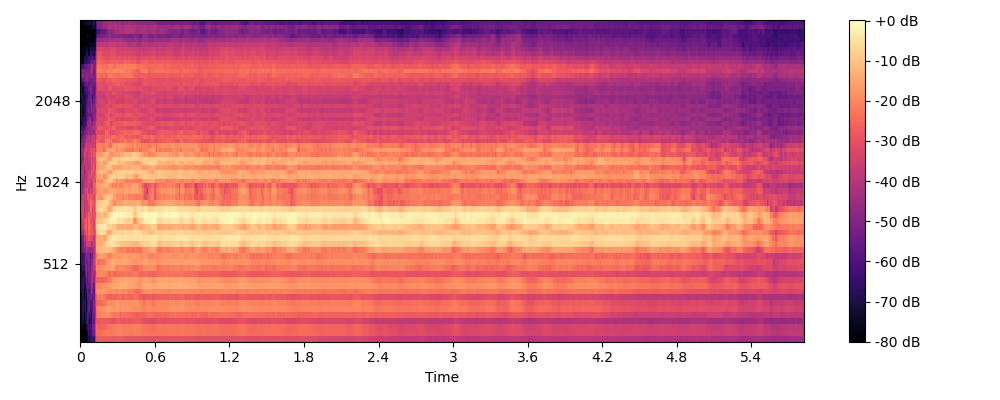 +0 dB
-10 dB
2048
-20 dB
-30 dB
Hz
1024
-40 dB
-50 dB
512
-60 dB
-70 dB
-80 dB
0 0.6 1.2 1.8 2.4 3 3.6 4.2 4.8 5.4
Time